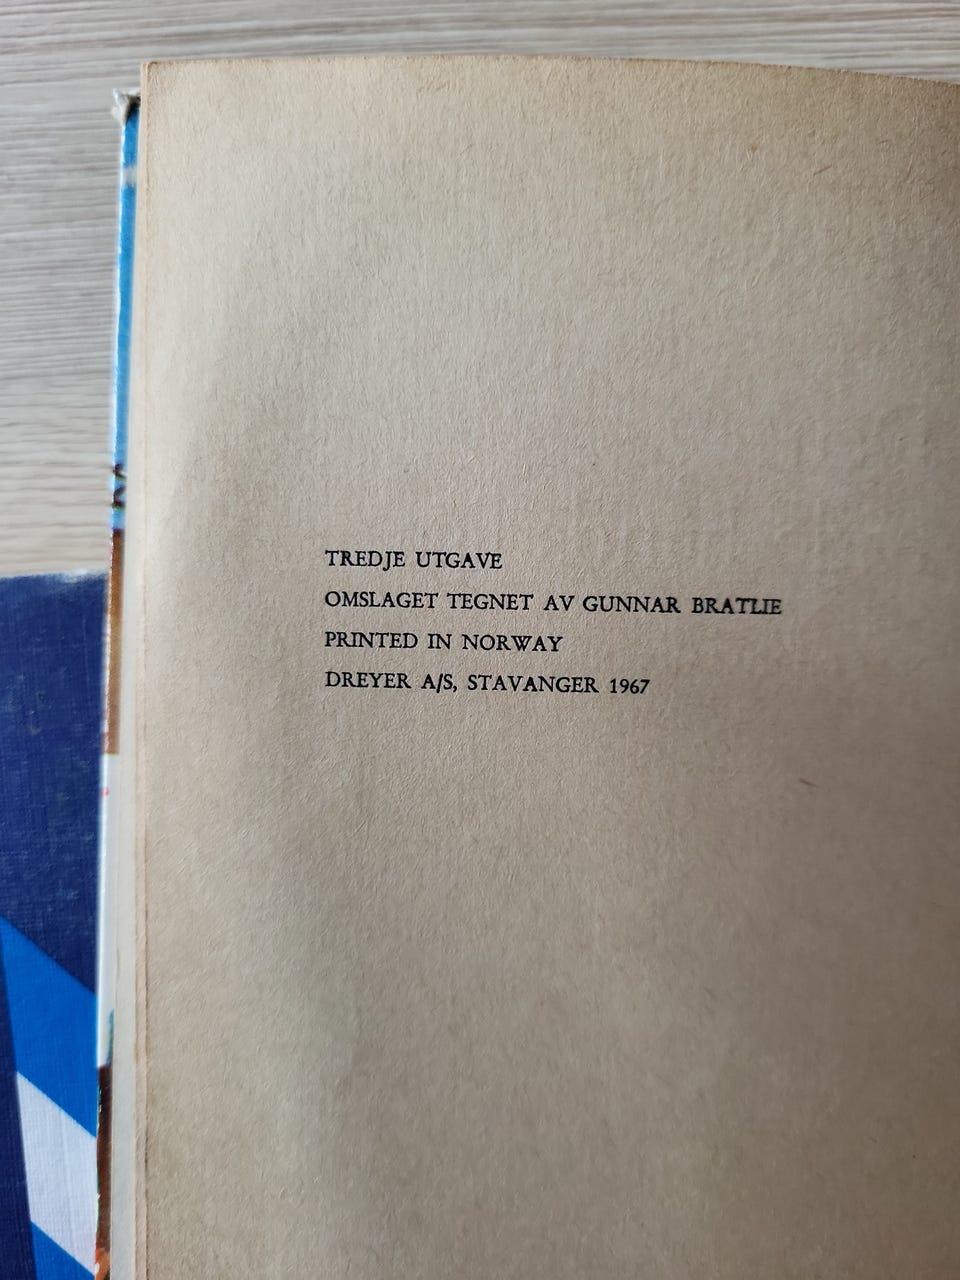 TREDJE UTGAVE
OMSLAGET TEGNET AV GUNNAR BRATLIE
PRINTED IN NORWAY
DREYER A/S, STAVANGER 1967